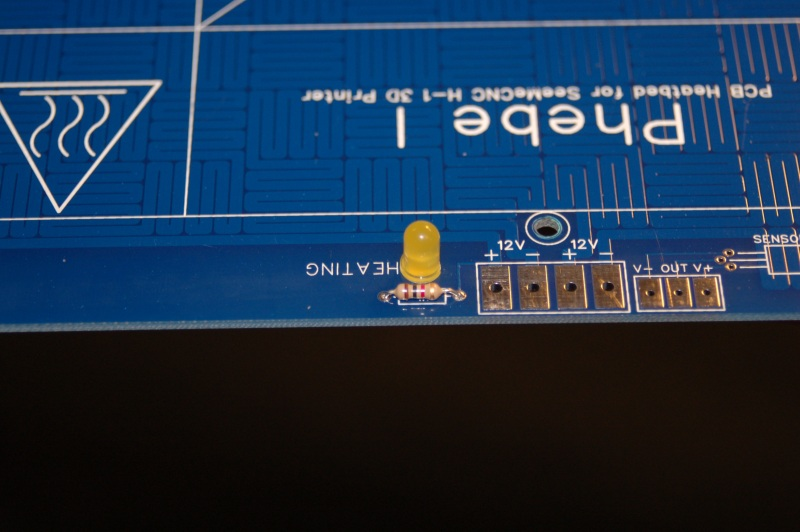 Phebe I
PCB Heatbed for SeeMeCNC H-1 3D Printer
HEATING
+ 12V - + 12V -
V- OUT V+